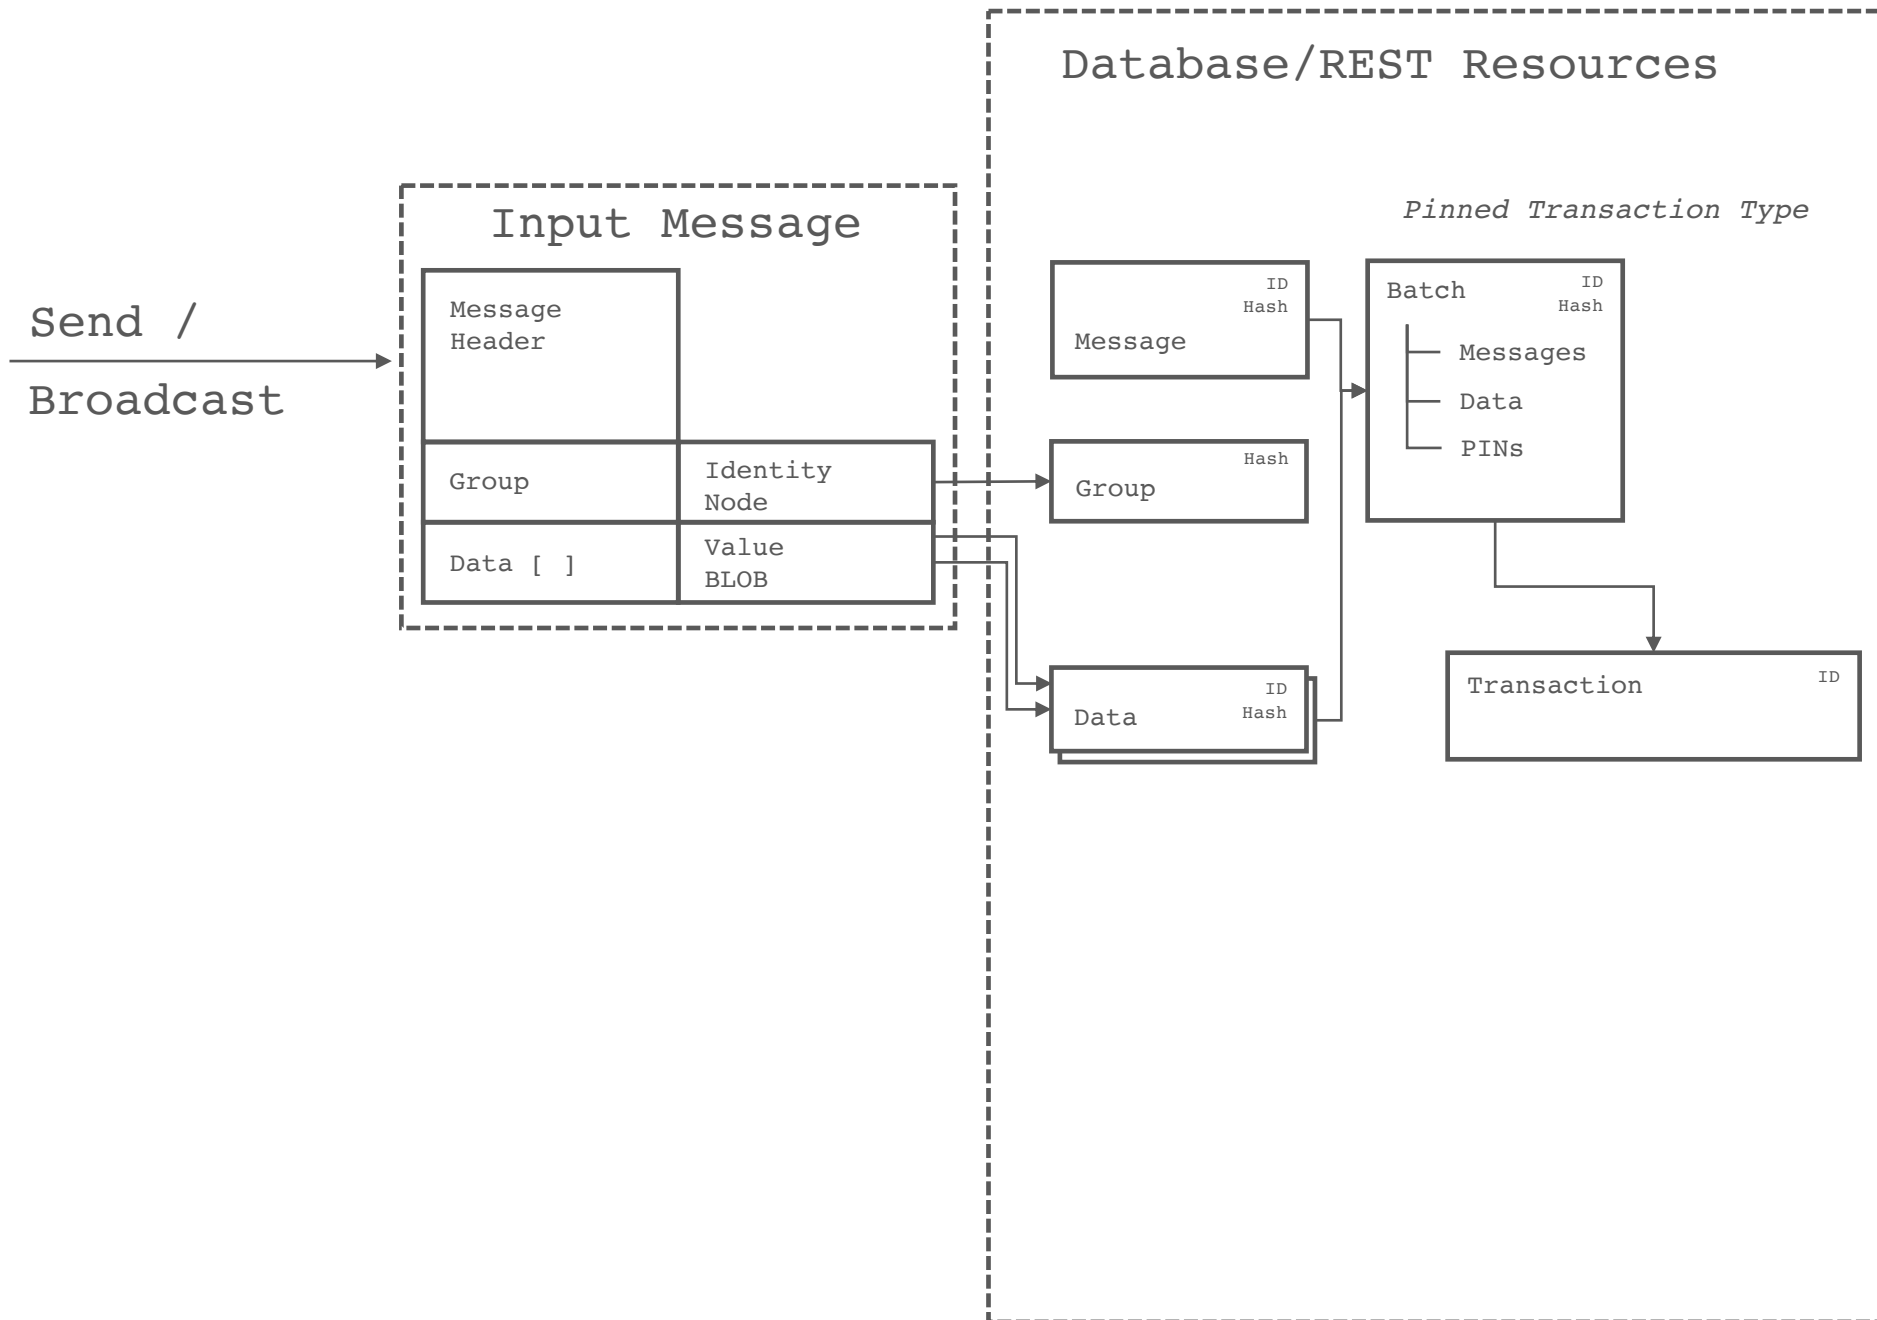 Database/REST Resources
Send /
Broadcast
Input Message
Message
Header
Group
Identity
Node
Data [ ]
Value
BLOB
Pinned Transaction Type
ID
Hash
Message
Hash
Group
ID
Hash
Data
Batch
ID
Hash
Messages
Data
PINs
Transaction
ID